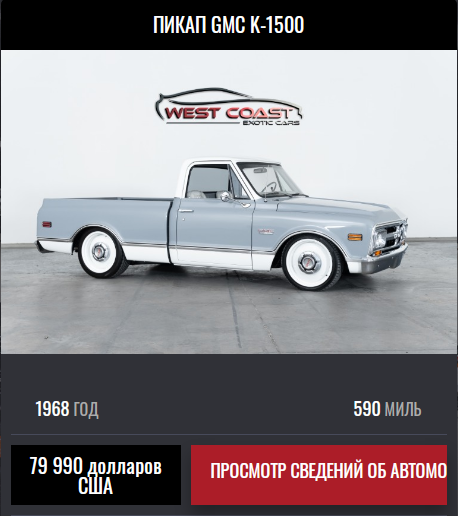 ПИКАП GMC K-1500
WEST COAST
EXOTIC CARS
1968 ГОД
590 МИЛЬ
79 990 долларов
США
ПРОСМОТР СВЕДЕНИЙ ОБ АВТОМО